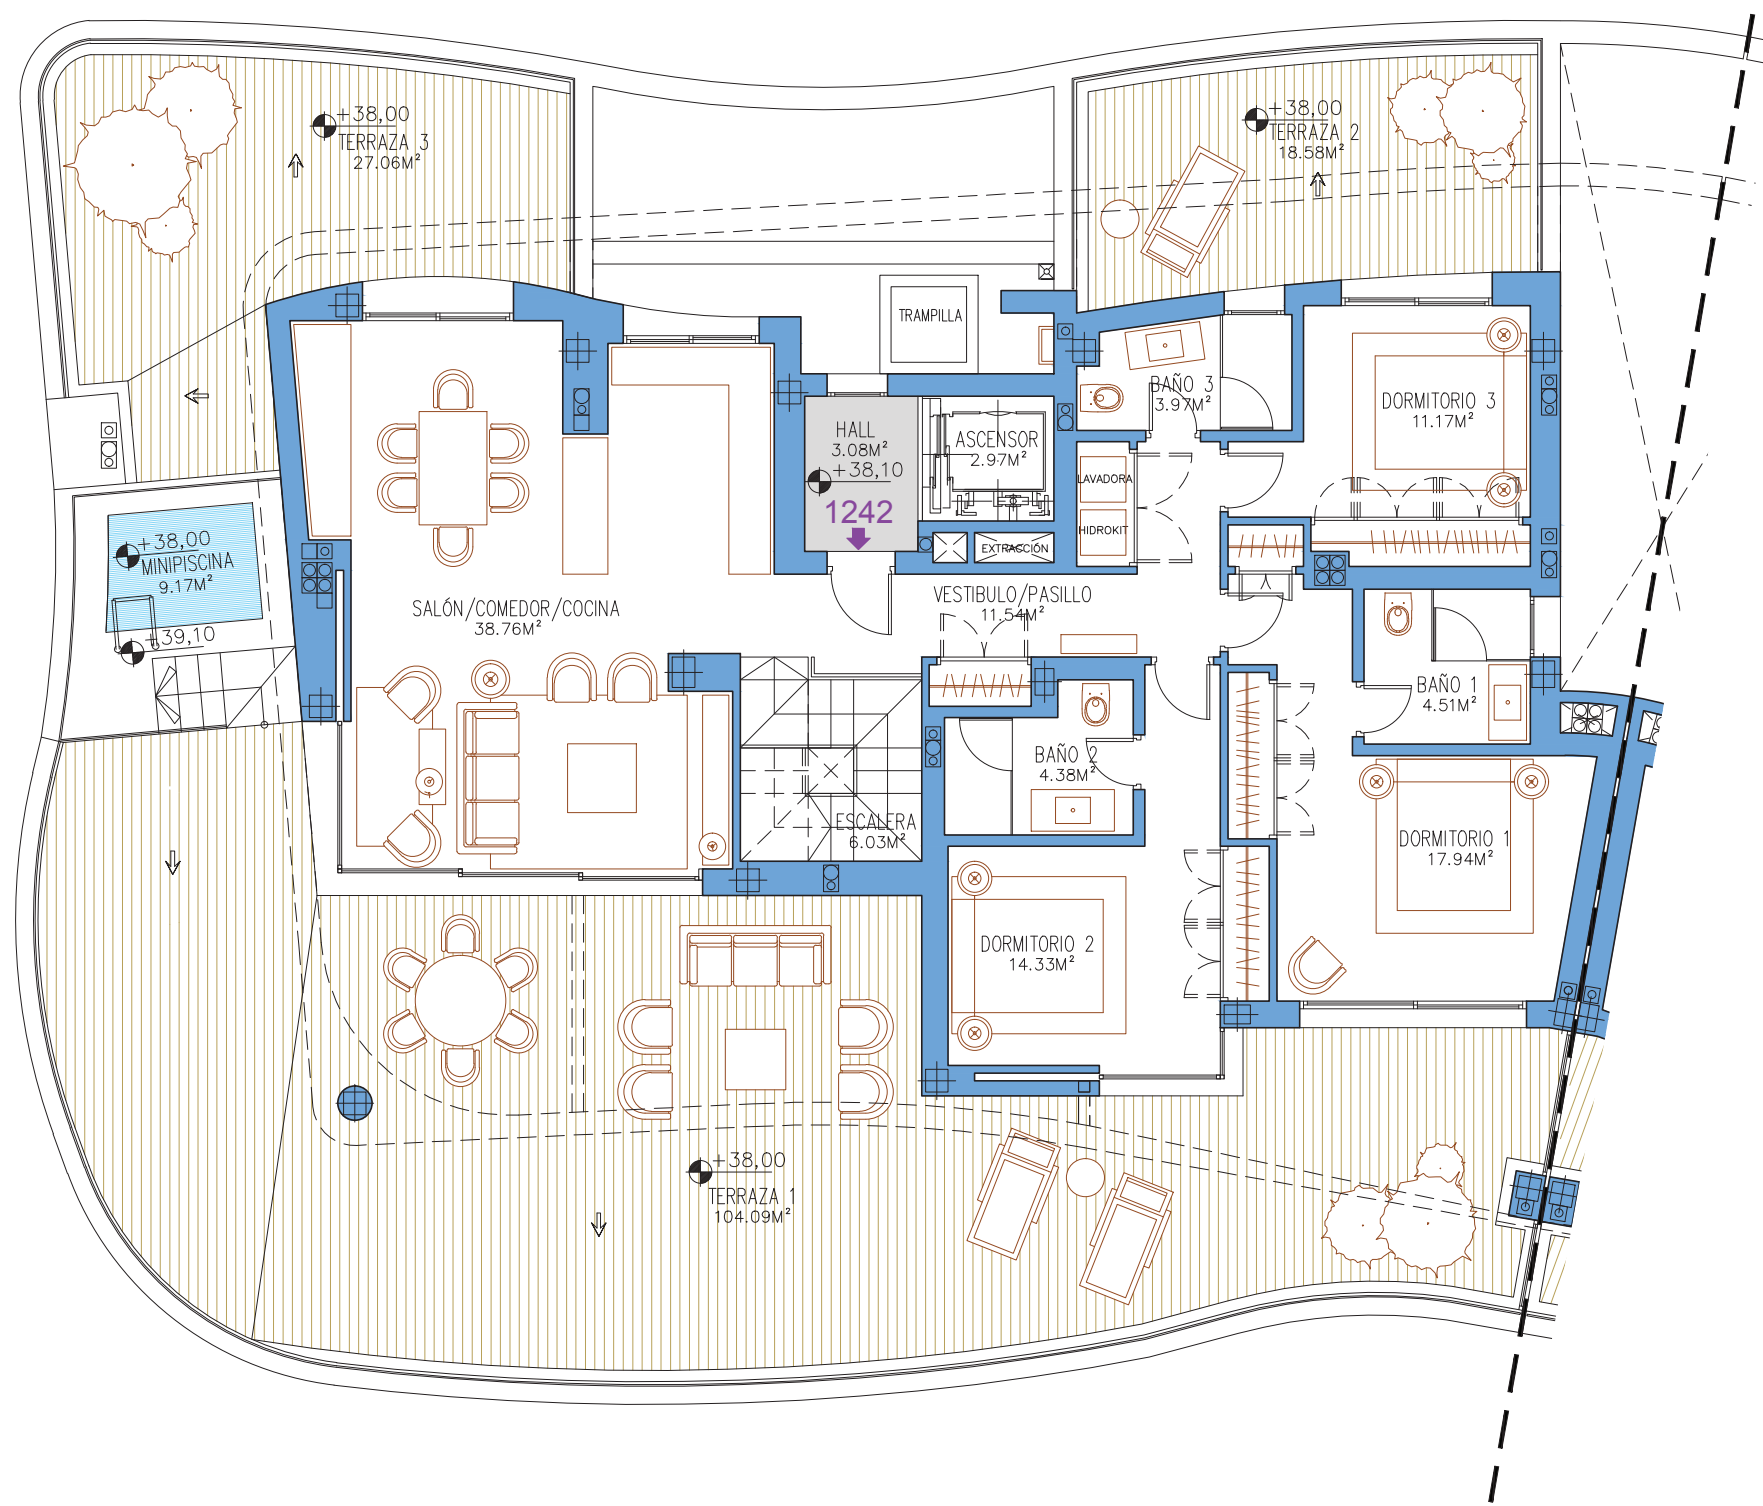 +38,00
TERRAZA 3
27.06M²
+38,00
TERRAZA 2
18.58M²
TRAMPILLA
BAÑO 3
3.97M²
DORMITORIO 3
11.17M²
HALL
3.08M²
+38,10
1242
ASCENSOR
2.97M²
LAVADORA
HIDROKIT
EXTRACCIÓN
+38,00
MINIPISCINA
9.17M²
+39,10
SALÓN/COMEDOR/COCINA
38.76M²
VESTIBULO/PASILLO
11.54M²
BAÑO 1
4.51M²
BAÑO 2
4.38M²
ESCALERA
6.03M²
DORMITORIO 1
17.94M²
DORMITORIO 2
14.33M²
+38,00
TERRAZA 1
104.09M²